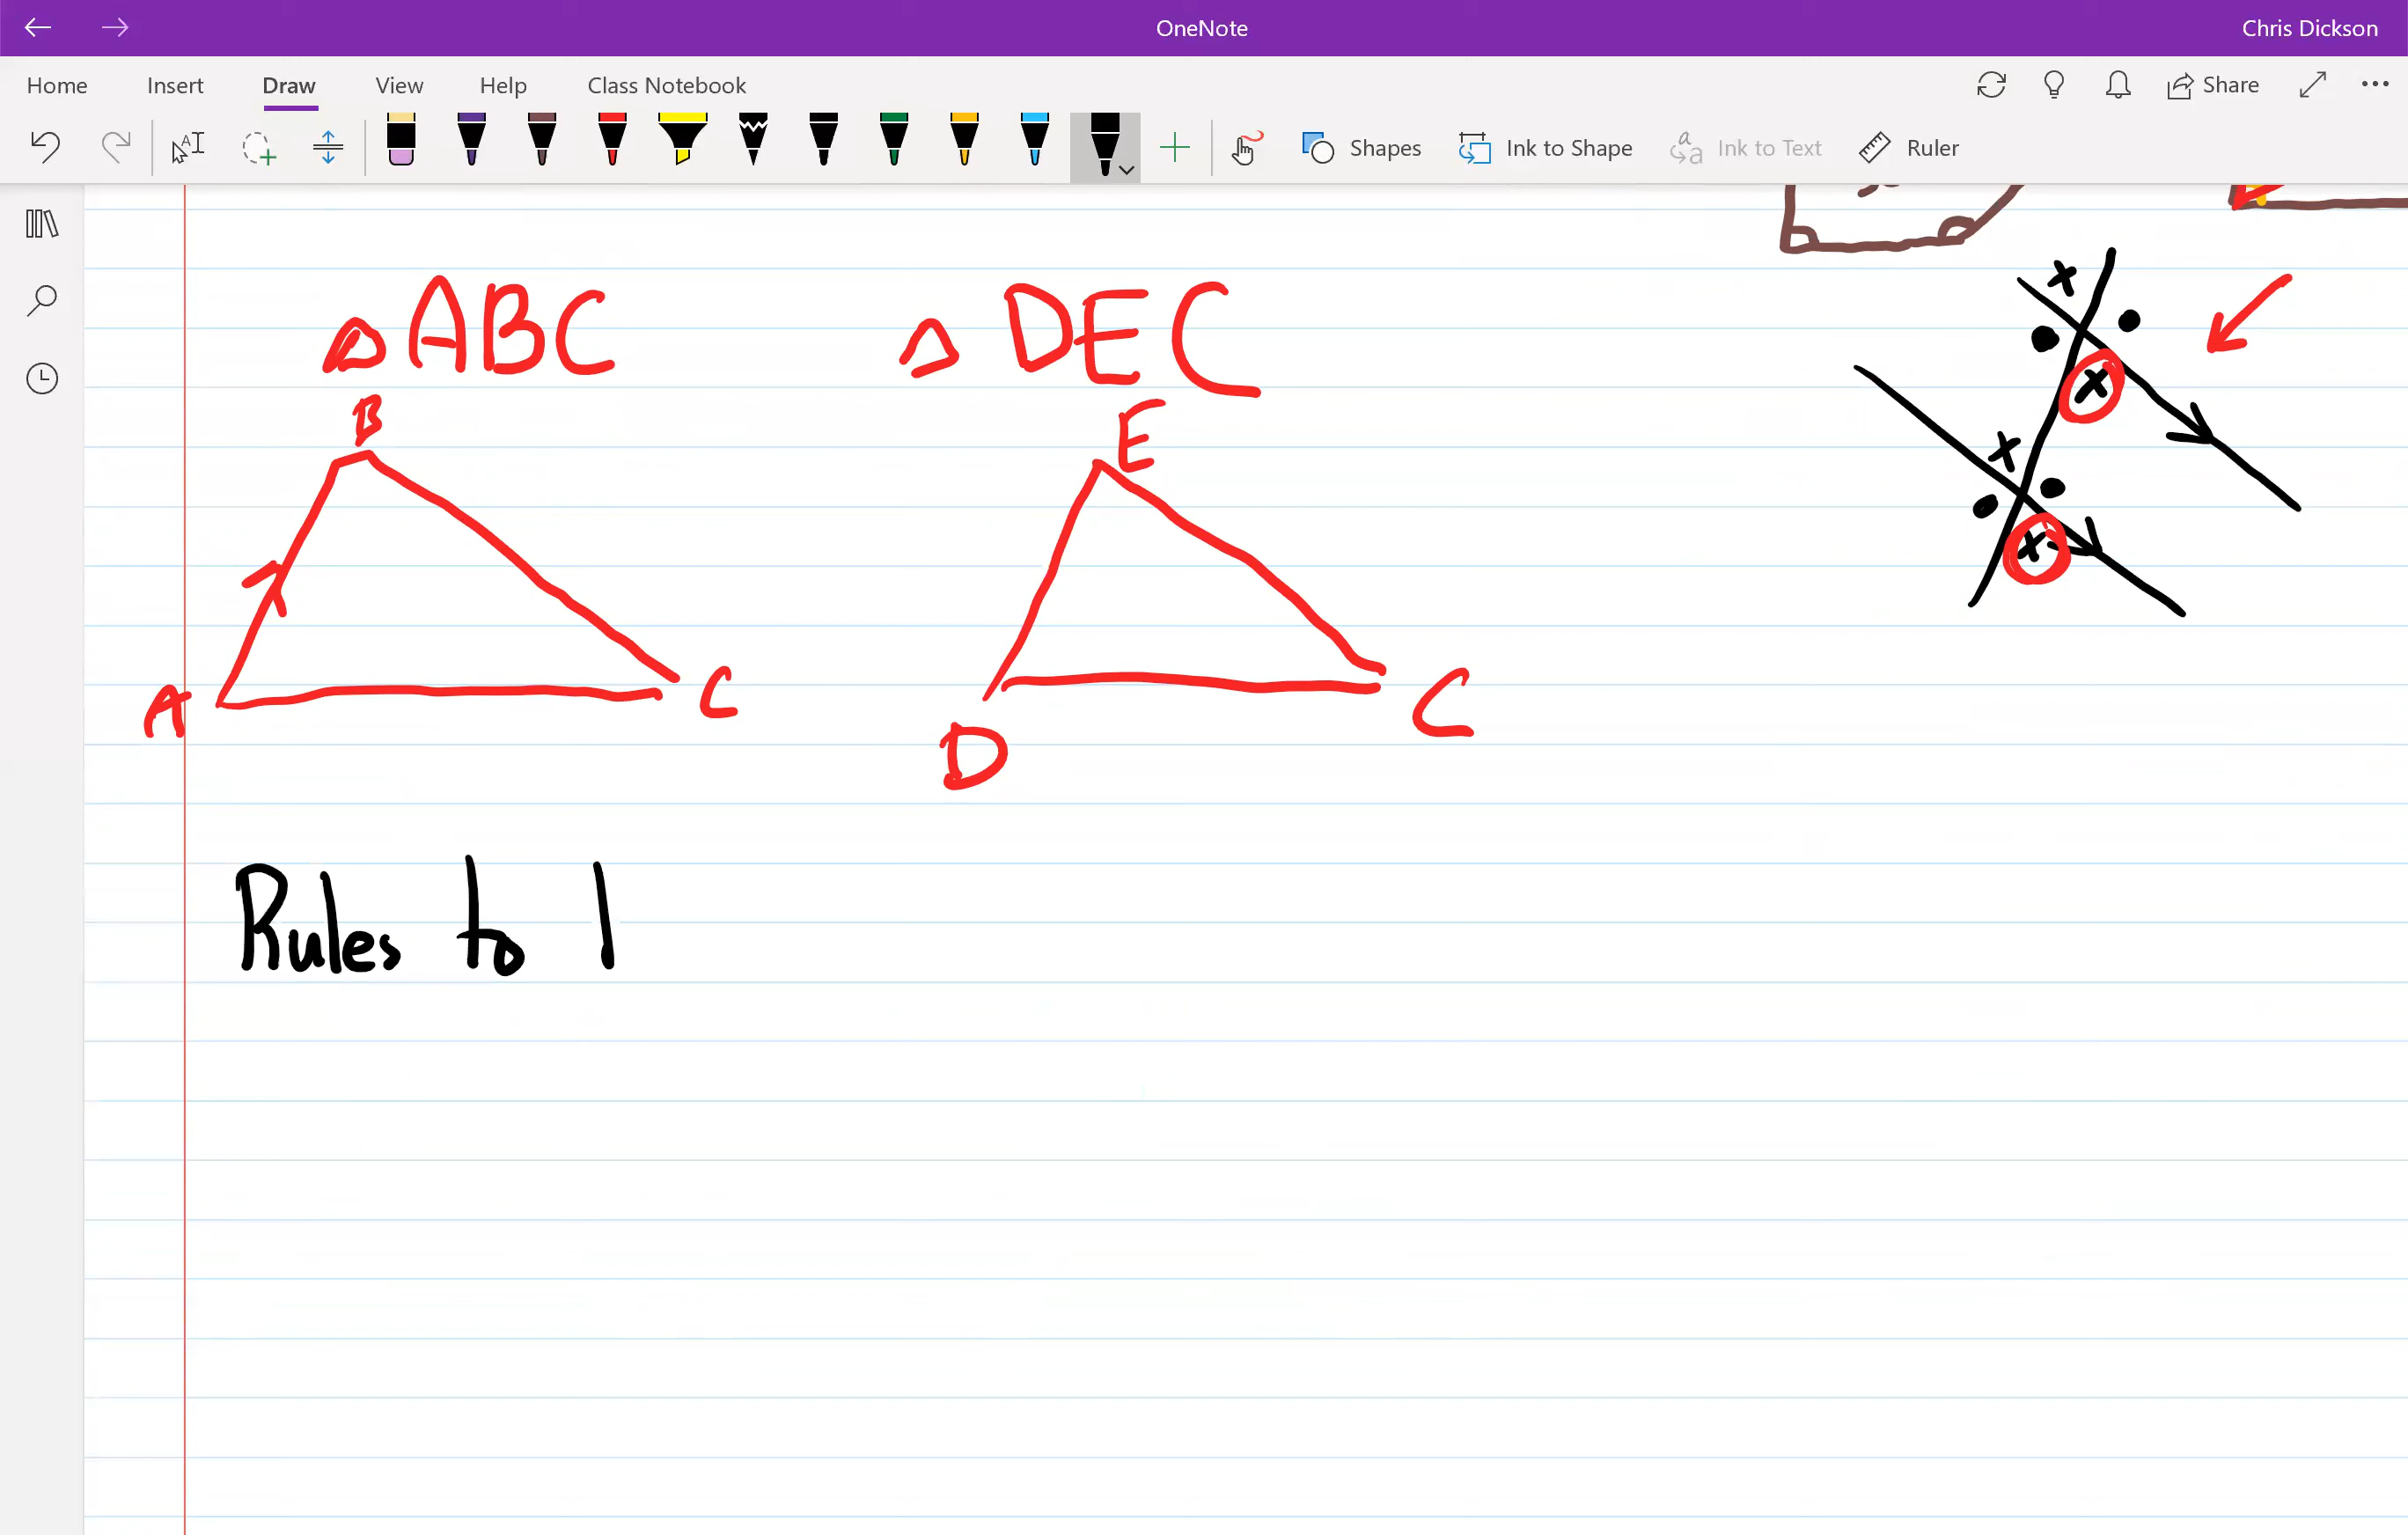 OneNote
Chris Dickson
Home Insert Draw View Help Class Notebook Share
Shapes Ink to Shape Ink to Text Ruler
△ABC △DEC
B E
A C D C
x
x
x
x
Rules to